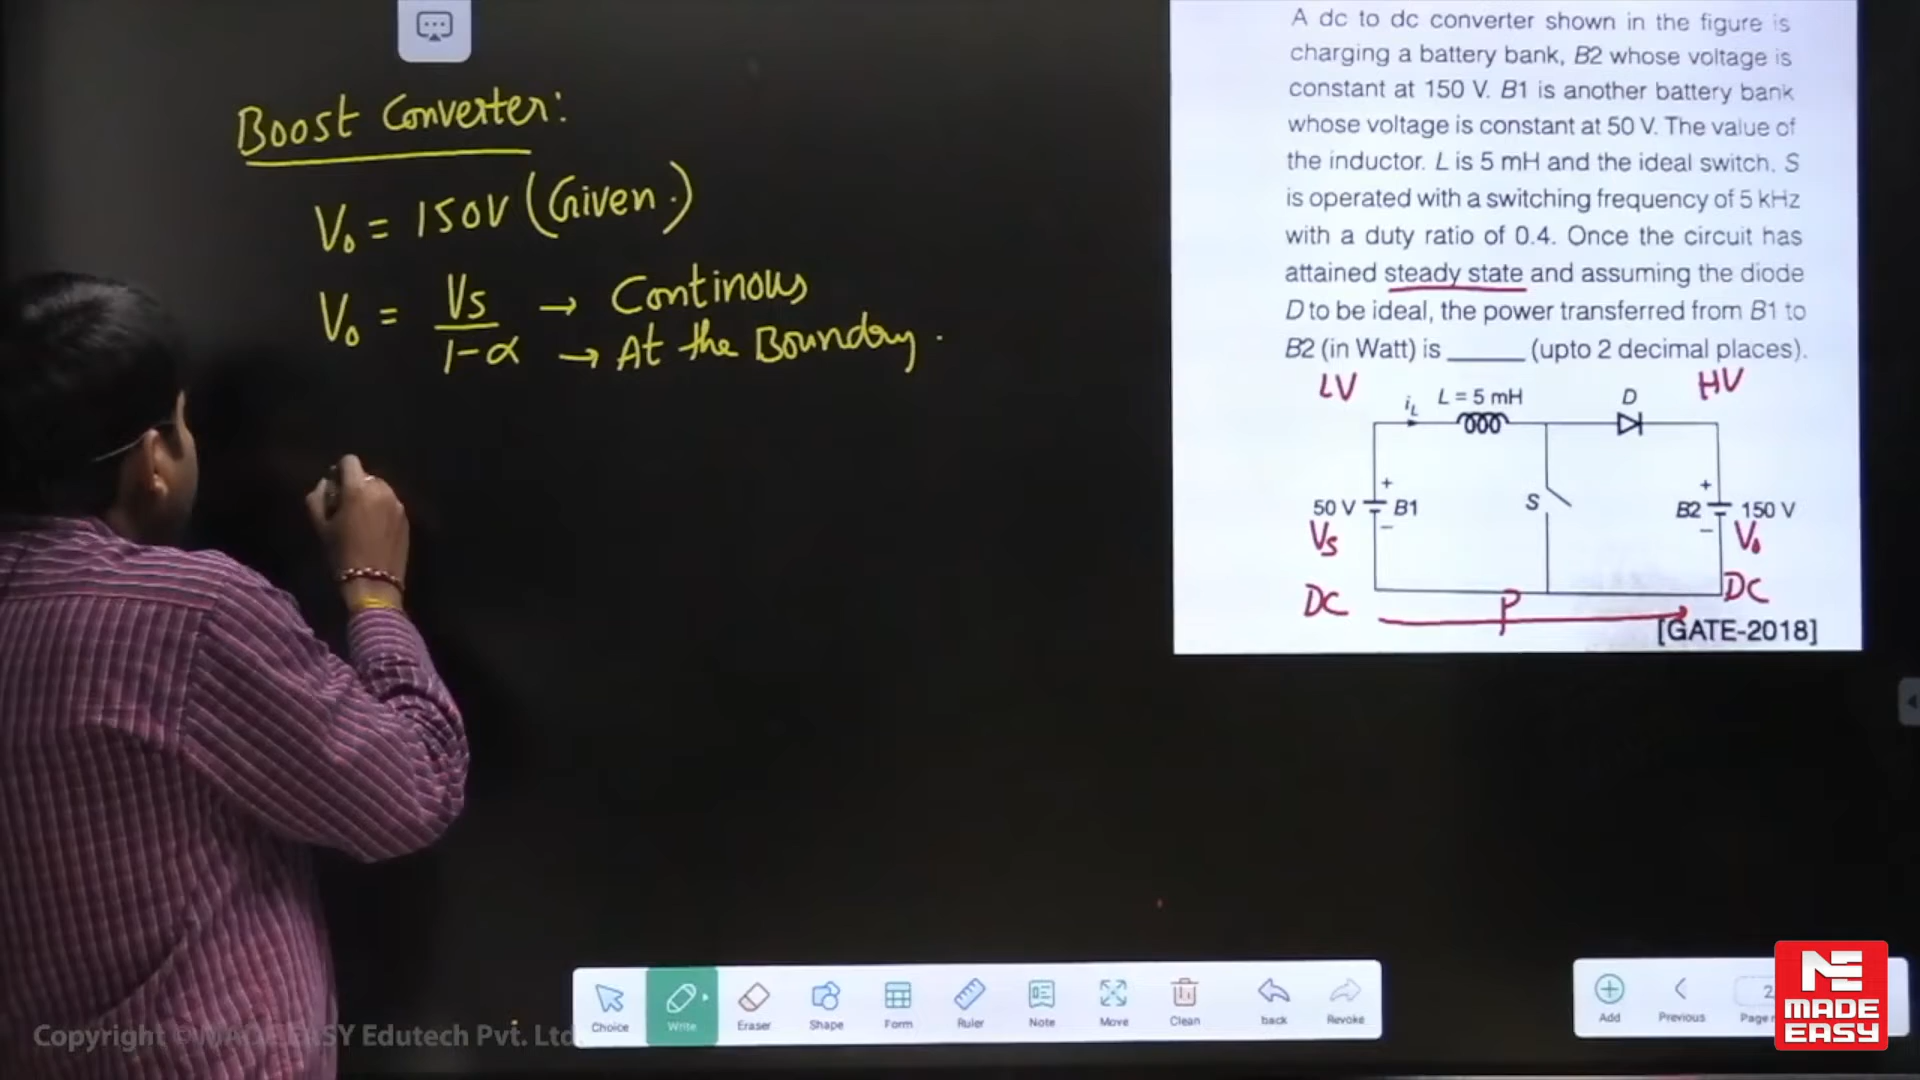 Boost Converter:
V₀ = 150V (Given.)
V₀ = Vs / 1-α → Continous
→ At the Boundary.
A dc to dc converter shown in the figure is
charging a battery bank, B2 whose voltage is
constant at 150 V. B1 is another battery bank
whose voltage is constant at 50 V. The value of
the inductor. L is 5 mH and the ideal switch, S
is operated with a switching frequency of 5 kHz
with a duty ratio of 0.4. Once the circuit has
attained steady state and assuming the diode
D to be ideal, the power transferred from B1 to
B2 (in Watt) is ______ (upto 2 decimal places).
LV
HV
iL
L = 5 mH
D
+
+
50 V
B1
S
B2
150 V
−
−
Vs
V₀
DC
P
DC
[GATE-2018]
Choice
Write
Eraser
Shape
Form
Ruler
Note
Move
Clean
back
Revoke
Add
Previous
2
MADE
EASY